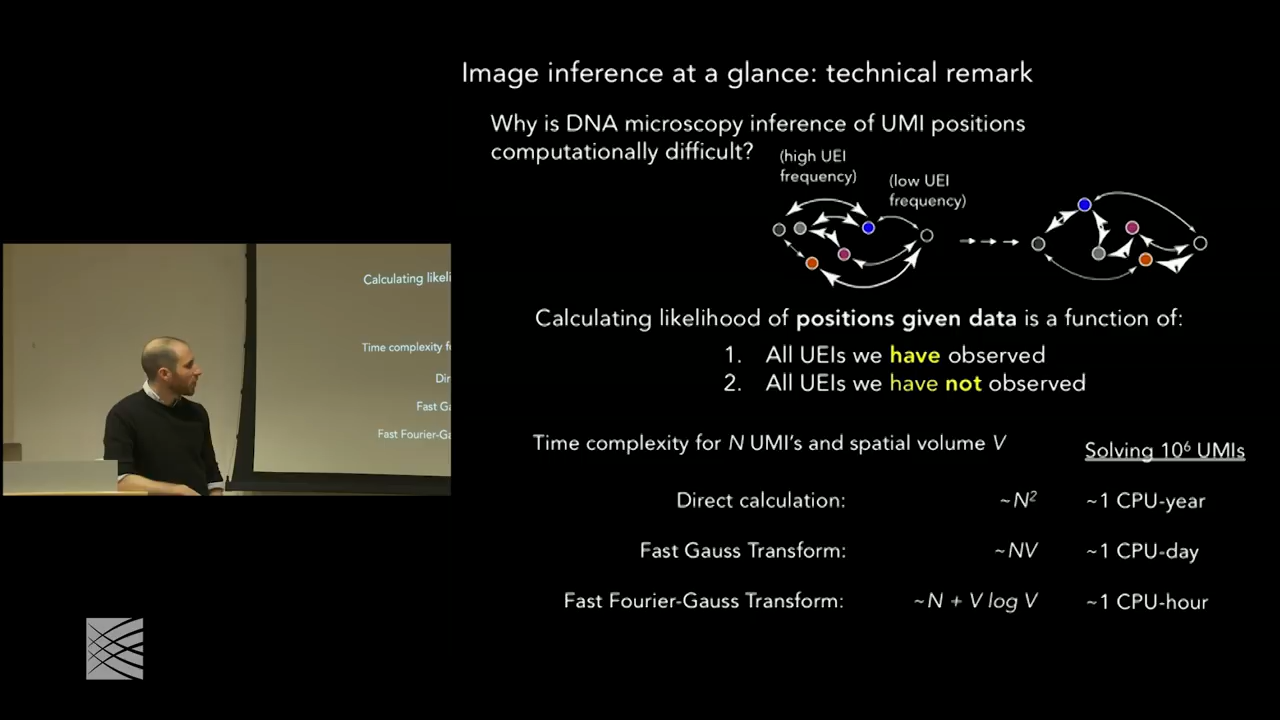 Image inference at a glance: technical remark
Why is DNA microscopy inference of UMI positions
computationally difficult?
(high UEI
frequency)
(low UEI
frequency)
Calculating likelihood of positions given data is a function of:
1. All UEIs we have observed
2. All UEIs we have not observed
Time complexity for N UMI's and spatial volume V
Solving 10⁶ UMIs
Direct calculation: ~N² ~1 CPU-year
Fast Gauss Transform: ~NV ~1 CPU-day
Fast Fourier-Gauss Transform: ~N + V log V ~1 CPU-hour
Calculating likeli
Time complexity f
Dir
Fast Ga
Fast Fourier-Ga